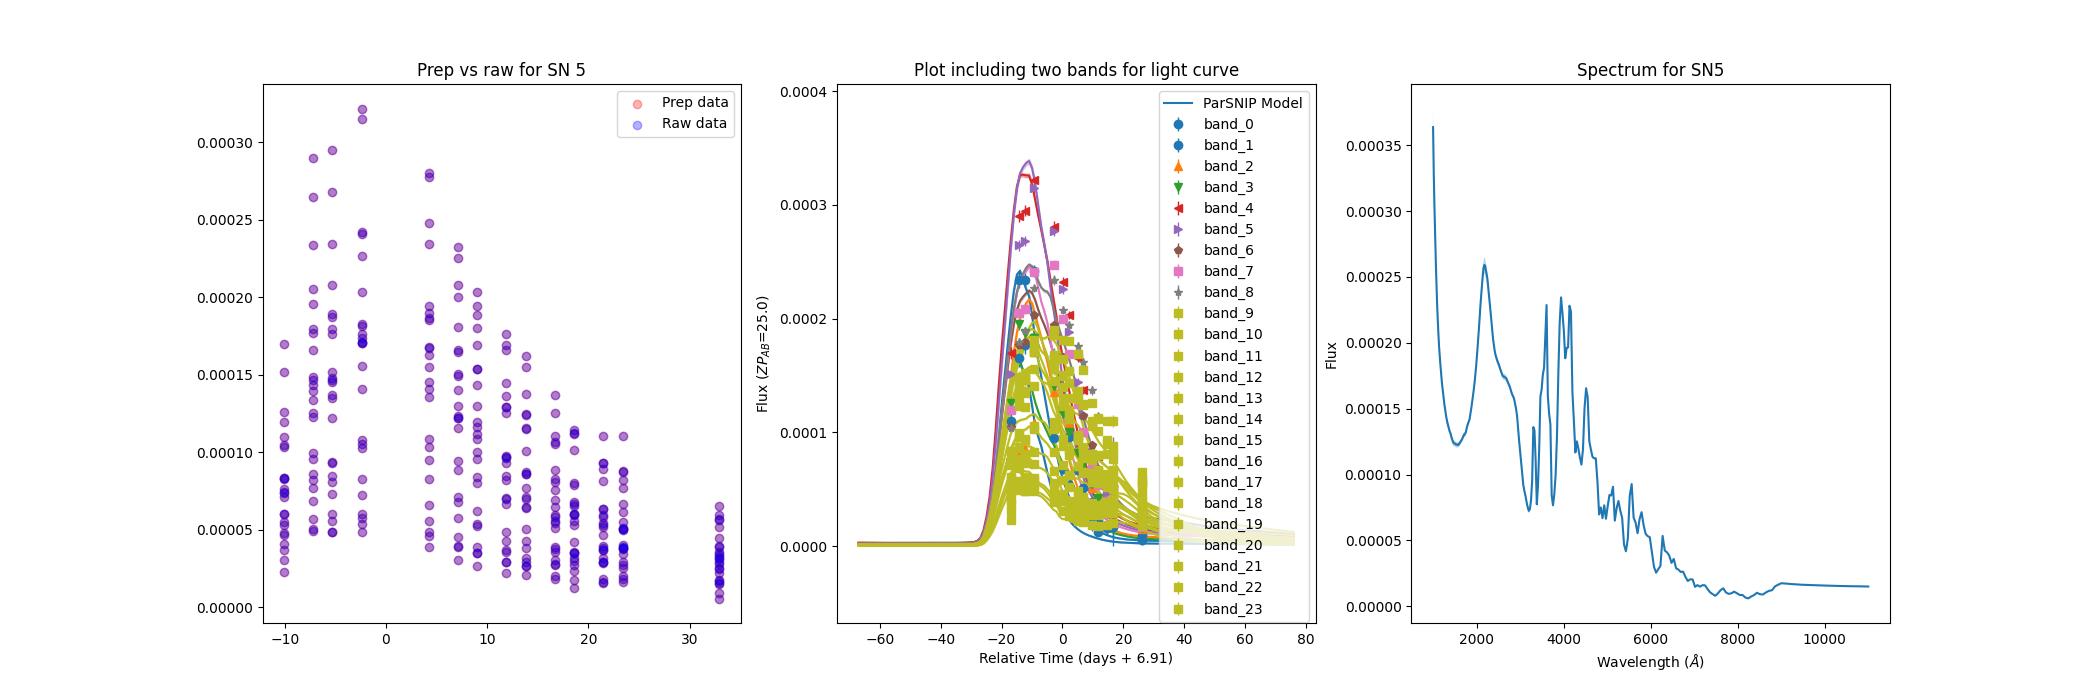 Prep vs raw for SN 5
0.00030
0.00025
0.00020
0.00015
0.00010
0.00005
0.00000
−10
0
10
20
30
Prep data
Raw data
Plot including two bands for light curve
Flux (ZP_AB=25.0)
0.0004
0.0003
0.0002
0.0001
0.0000
−60
−40
−20
0
20
40
60
80
Relative Time (days + 6.91)
ParSNIP Model
band_0
band_1
band_2
band_3
band_4
band_5
band_6
band_7
band_8
band_9
band_10
band_11
band_12
band_13
band_14
band_15
band_16
band_17
band_18
band_19
band_20
band_21
band_22
band_23
Spectrum for SN5
Flux
0.00035
0.00030
0.00025
0.00020
0.00015
0.00010
0.00005
0.00000
2000
4000
6000
8000
10000
Wavelength (Å)